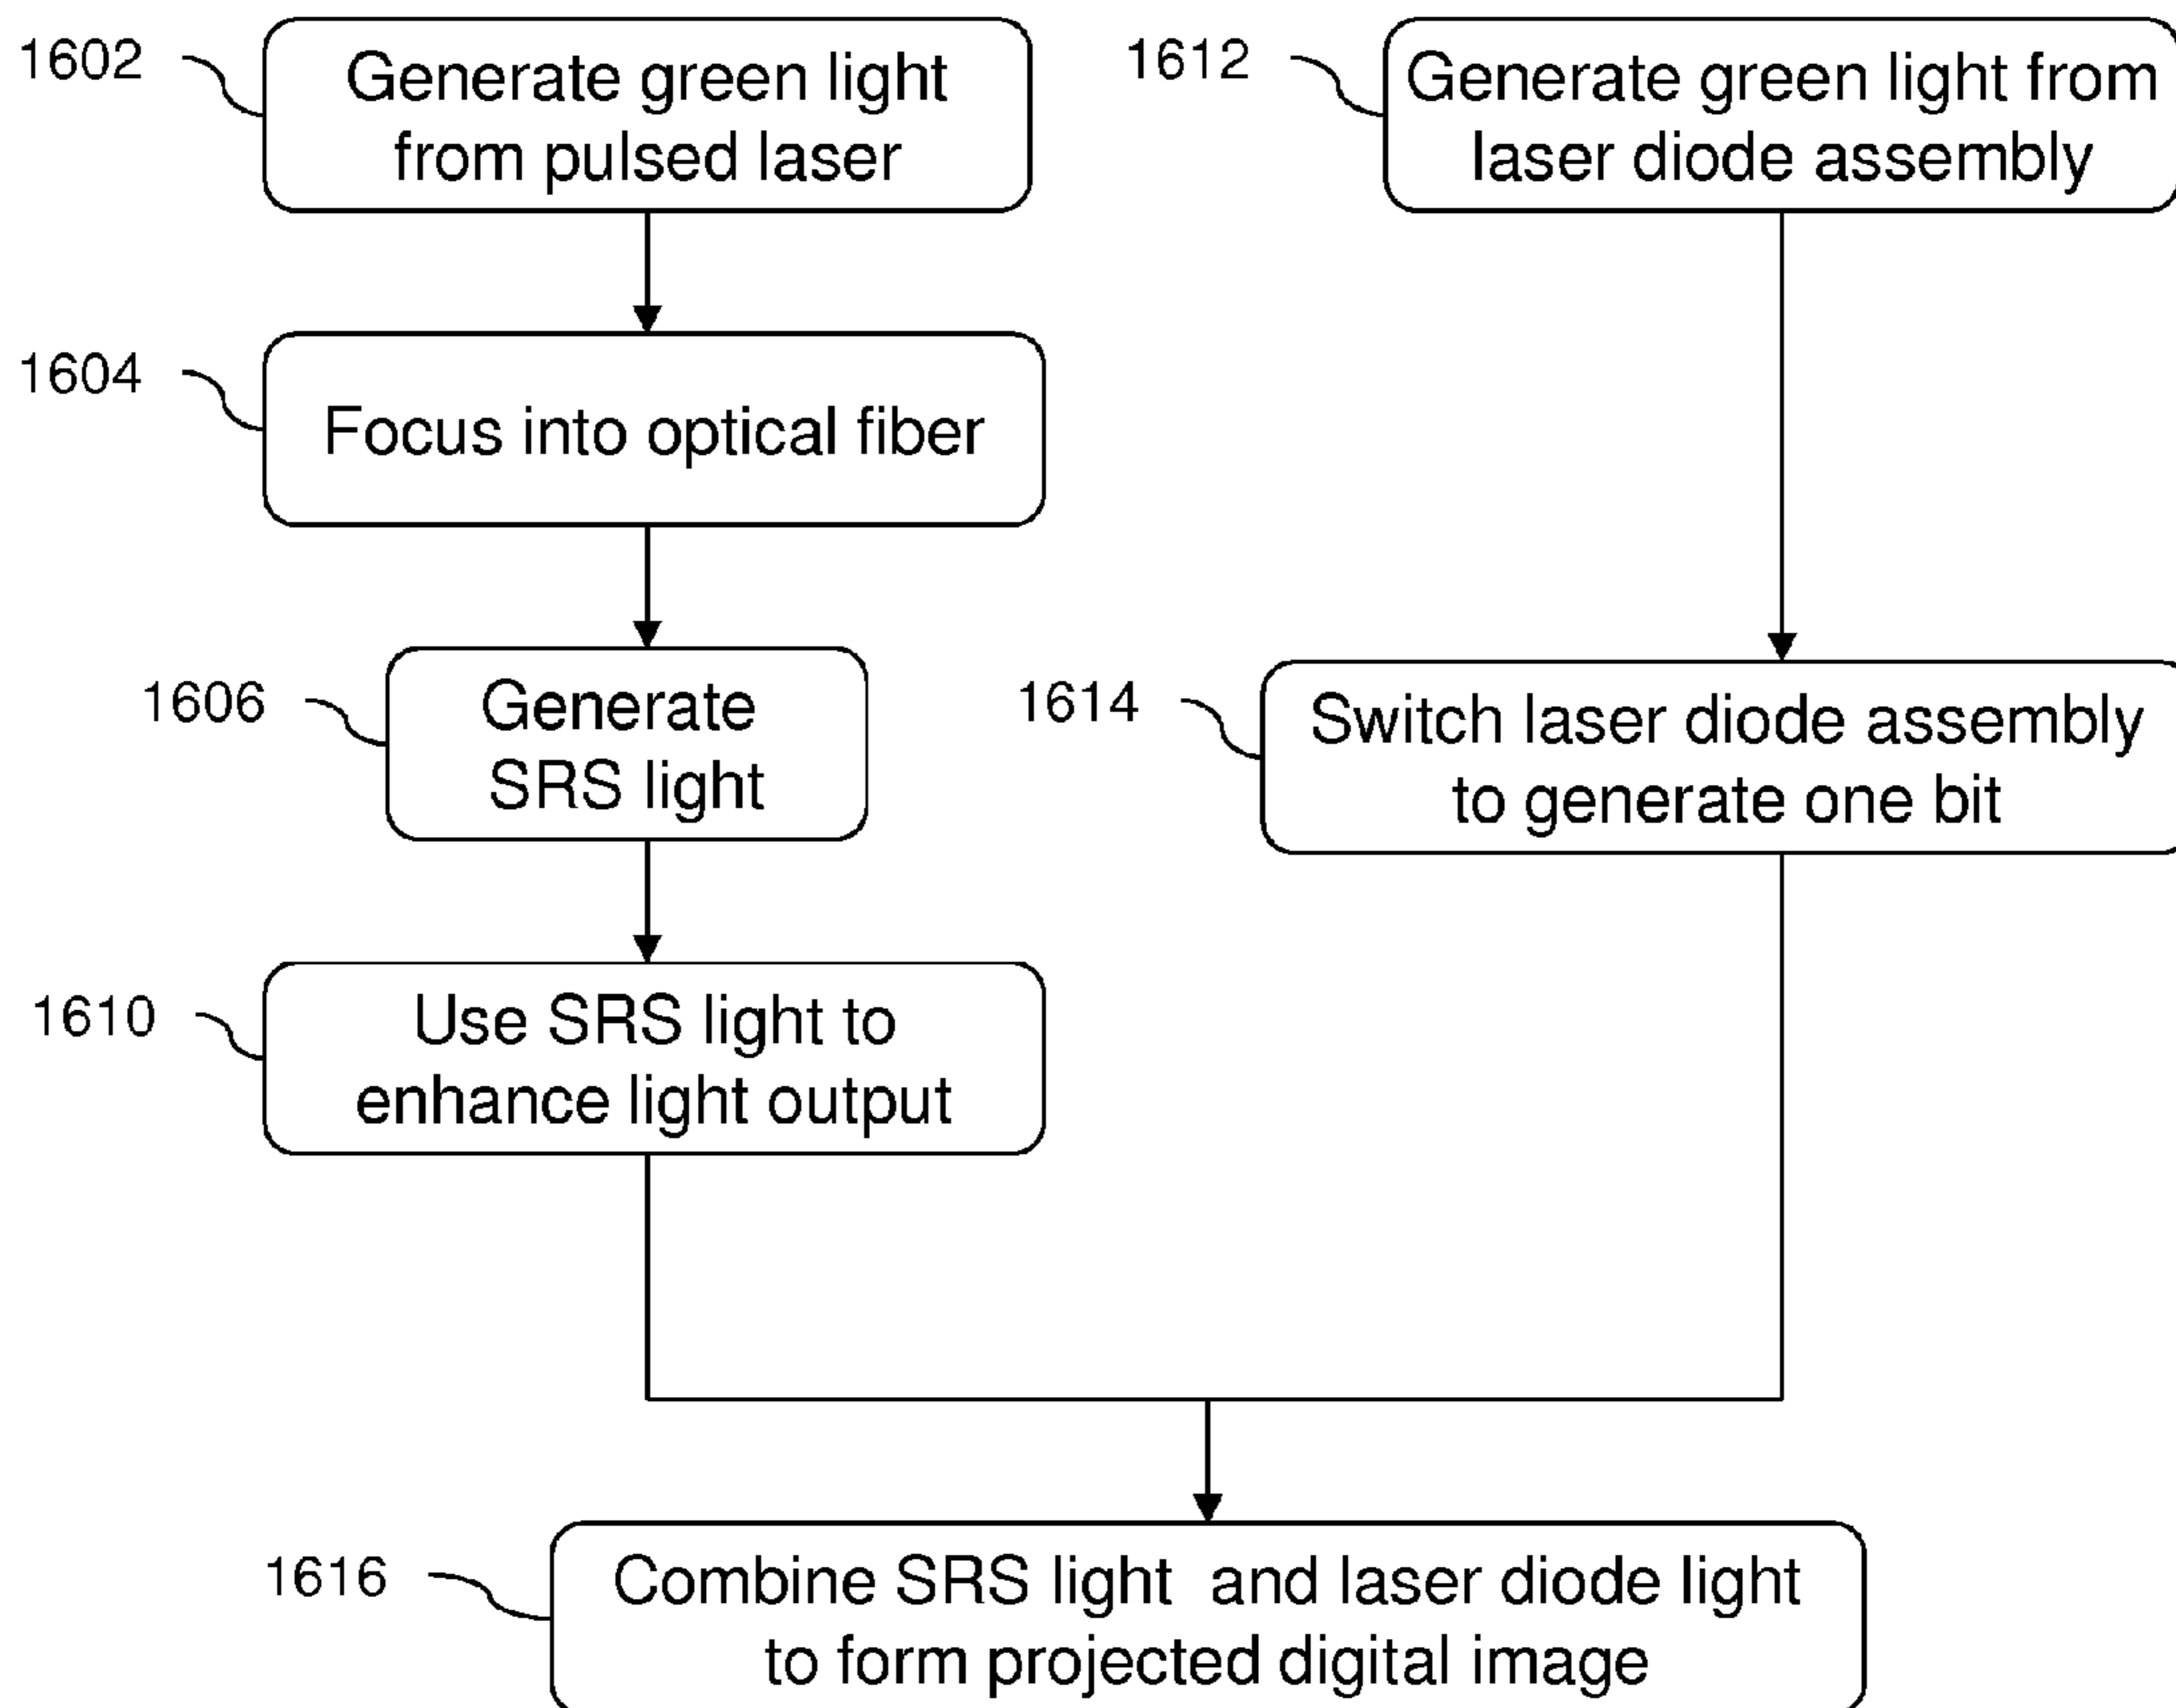 1602
Generate green light
from pulsed laser
1604
Focus into optical fiber
1606
Generate
SRS light
1610
Use SRS light to
enhance light output
1612
Generate green light from
laser diode assembly
1614
Switch laser diode assembly
to generate one bit
1616
Combine SRS light and laser diode light
to form projected digital image